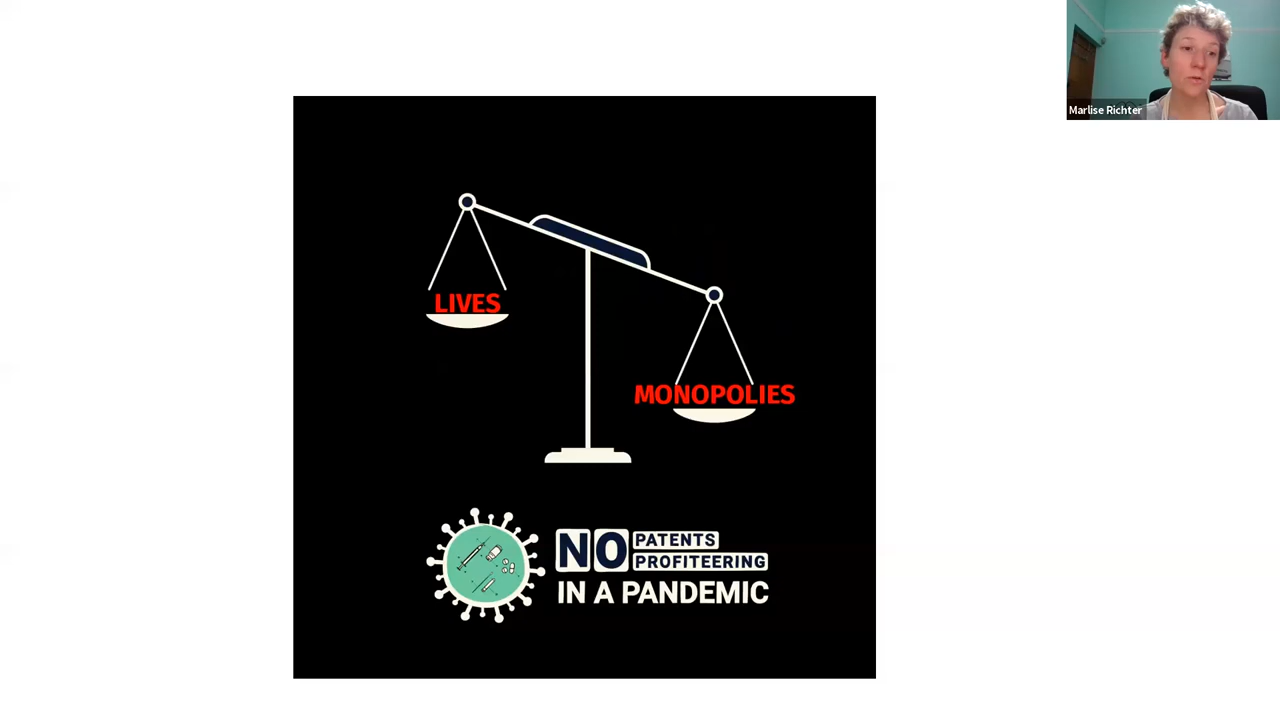 Marlise Richter
LIVES
MONOPOLIES
NO PATENTS
PROFITEERING
IN A PANDEMIC